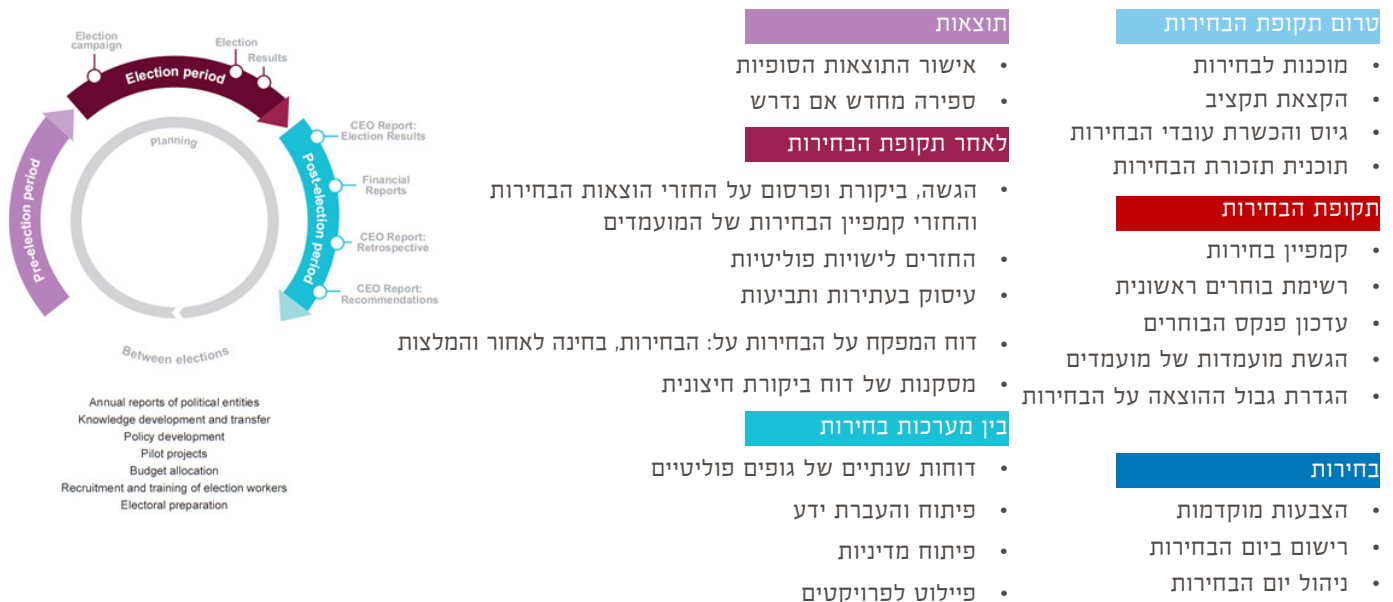 טרום תקופת הבחירות
מוכנות לבחירות
הקצאת תקציב
גיוס והכשרת עובדי הבחירות
תוכנית תזכורת הבחירות
תקופת הבחירות
קמפיין בחירות
רשימת בוחרים ראשונית
עדכון פנקס הבוחרים
הגשת מועמדות של מועמדים
הגדרת גבול ההוצאה על הבחירות
בחירות
הצבעות מוקדמות
רישום ביום הבחירות
ניהול יום הבחירות
תוצאות
אישור התוצאות הסופיות
ספירה מחדש אם נדרש
לאחר תקופת הבחירות
הגשה, ביקורת ופרסום על החזרי הוצאות הבחירות
והחזרי קמפיין הבחירות של המועמדים
החזרים לישויות פוליטיות
עיסוק בעתירות ותביעות
דוח המפקח על הבחירות על: הבחירות, בחינה לאחור והמלצות
מסקנות של דוח ביקורת חיצונית
בין מערכות בחירות
דוחות שנתיים של גופים פוליטיים
פיתוח והעברת ידע
פיתוח מדיניות
פיילוט לפרויקטים
Election
campaign
Election
Results
Election period
Pre-election period
Planning
Post-election period
CEO Report:
Election Results
Financial
Reports
CEO Report:
Retrospective
CEO Report:
Recommendations
Between elections
Annual reports of political entities
Knowledge development and transfer
Policy development
Pilot projects
Budget allocation
Recruitment and training of election workers
Electoral preparation